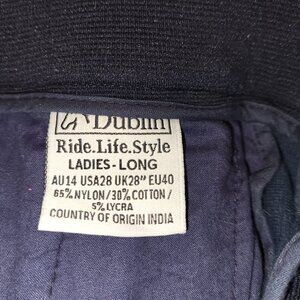 Dublin
Ride.Life.Style
LADIES - LONG
AU14 USA28 UK28" EU40
65% NYLON/30% COTTON/
5% LYCRA
COUNTRY OF ORIGIN INDIA